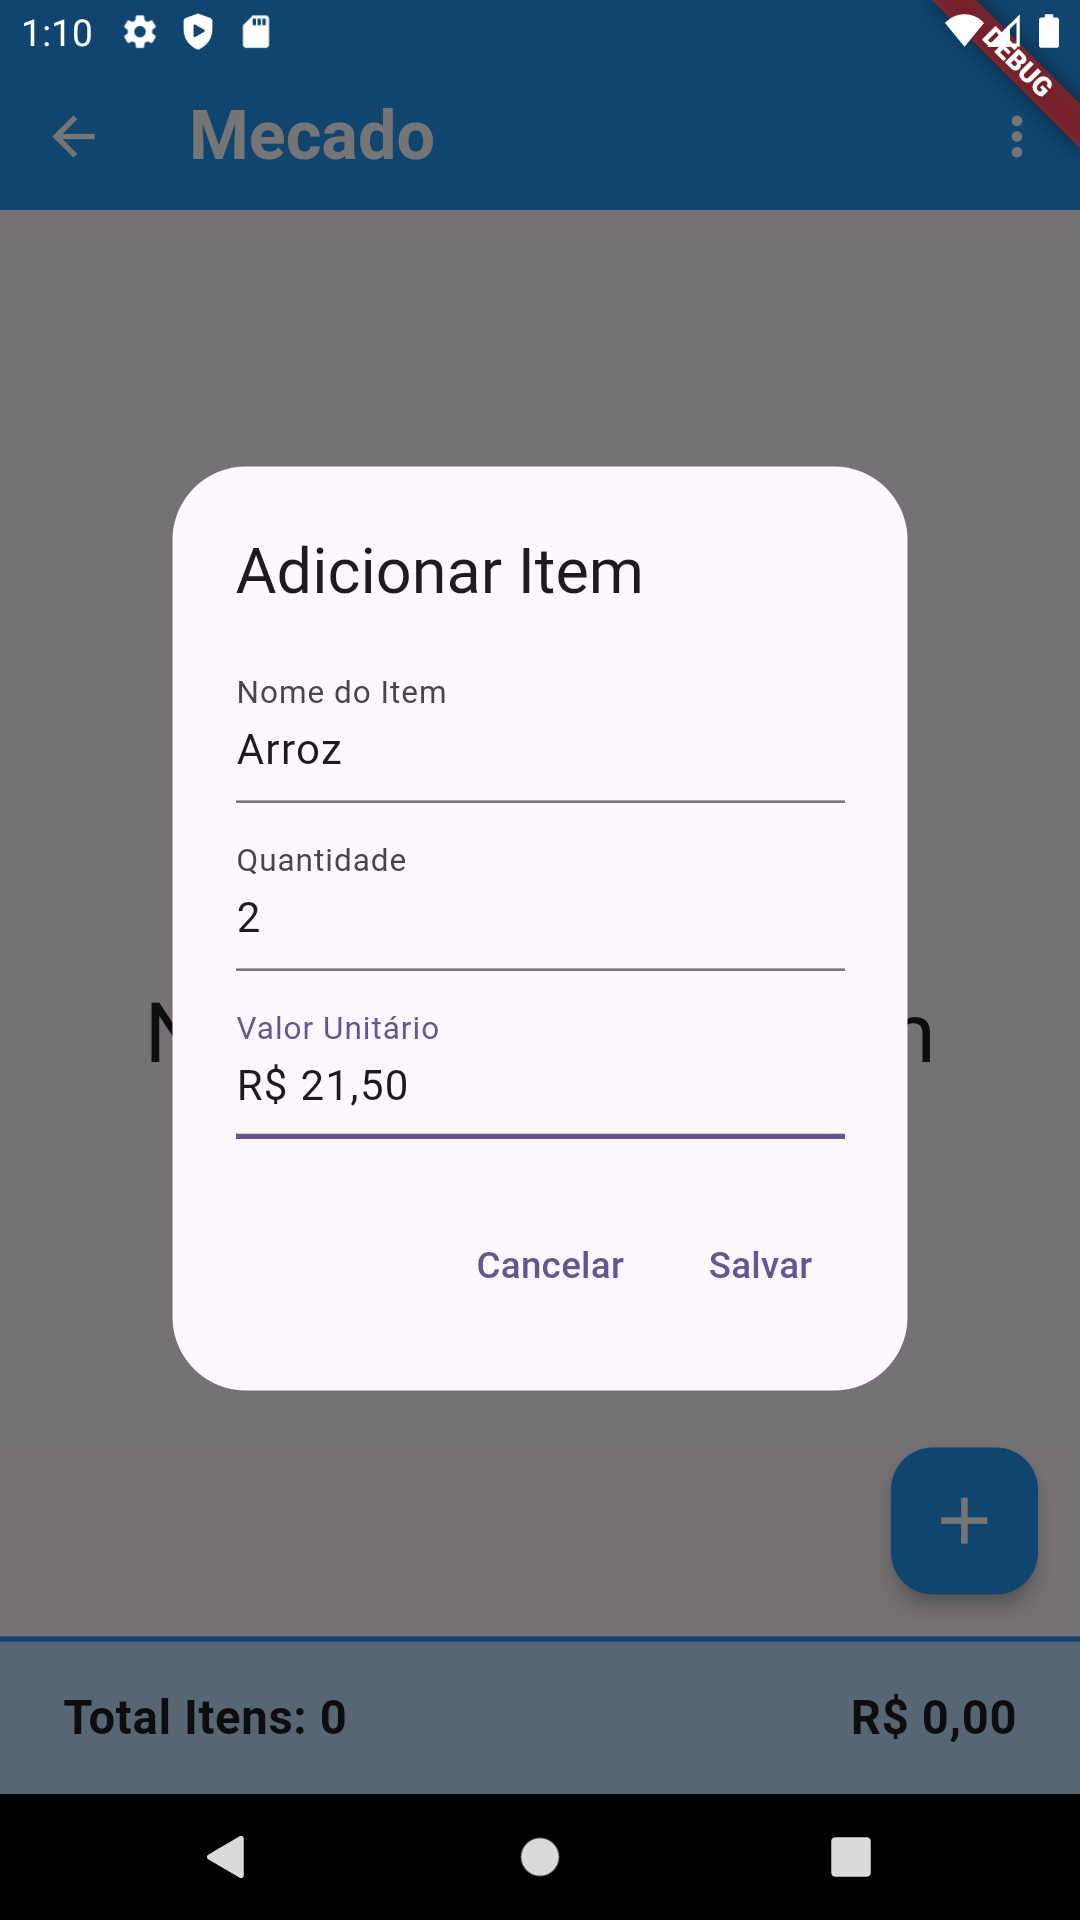 1:10
DEBUG
Mecado
Adicionar Item
Nome do Item
Arroz
Quantidade
2
Valor Unitário
R$ 21,50
Cancelar Salvar
Total Itens: 0 R$ 0,00